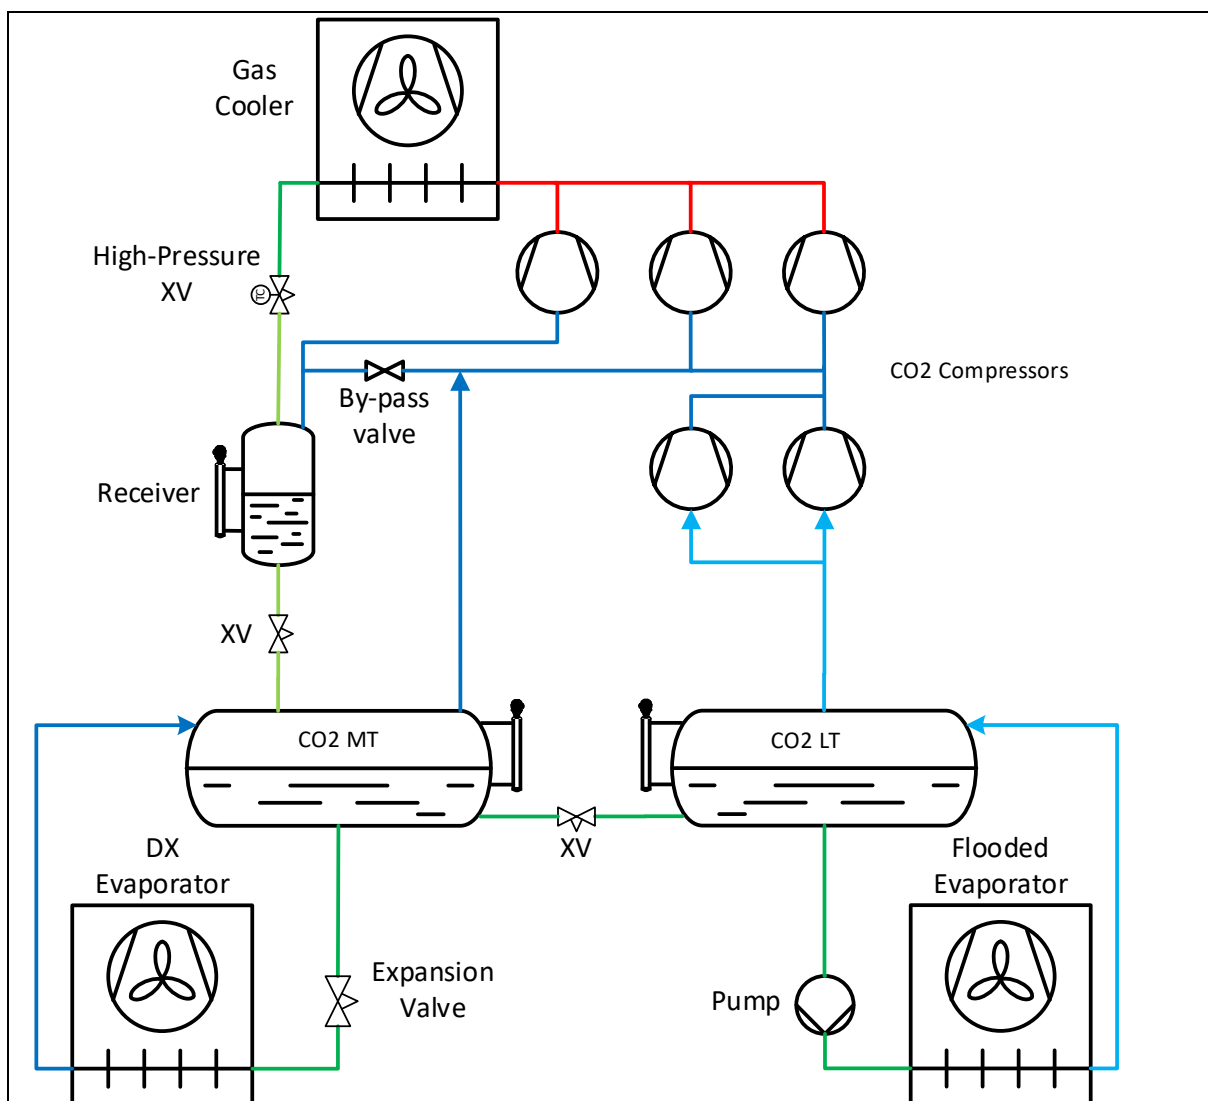 Gas
Cooler
High-Pressure
XV
TC
By-pass
valve
CO2 Compressors
Receiver
XV
CO2 MT
CO2 LT
XV
DX
Evaporator
Flooded
Evaporator
Expansion
Valve
Pump